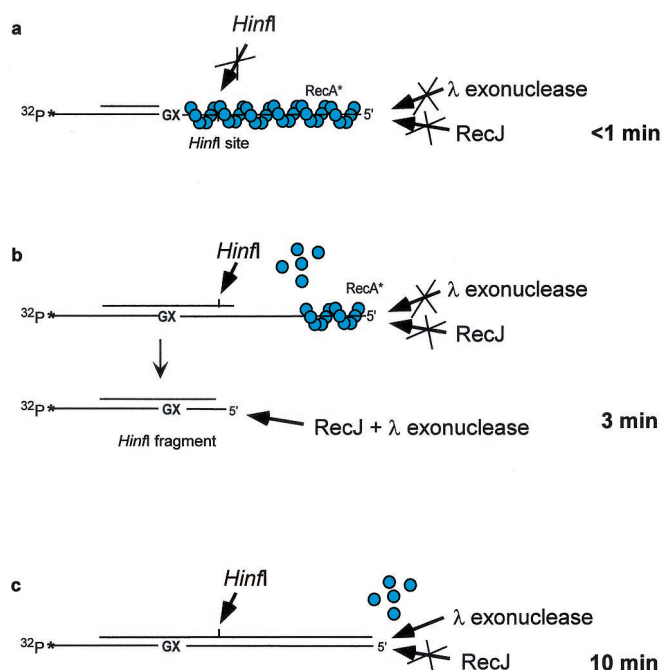 a
HinfI
RecA*
λ exonuclease
32P*
GX
5'
RecJ
HinfI site
<1 min
b
HinfI
RecA*
λ exonuclease
32P*
GX
5'
RecJ
32P*
GX
5'
RecJ + λ exonuclease
3 min
HinfI fragment
c
HinfI
λ exonuclease
32P*
GX
5'
RecJ
10 min